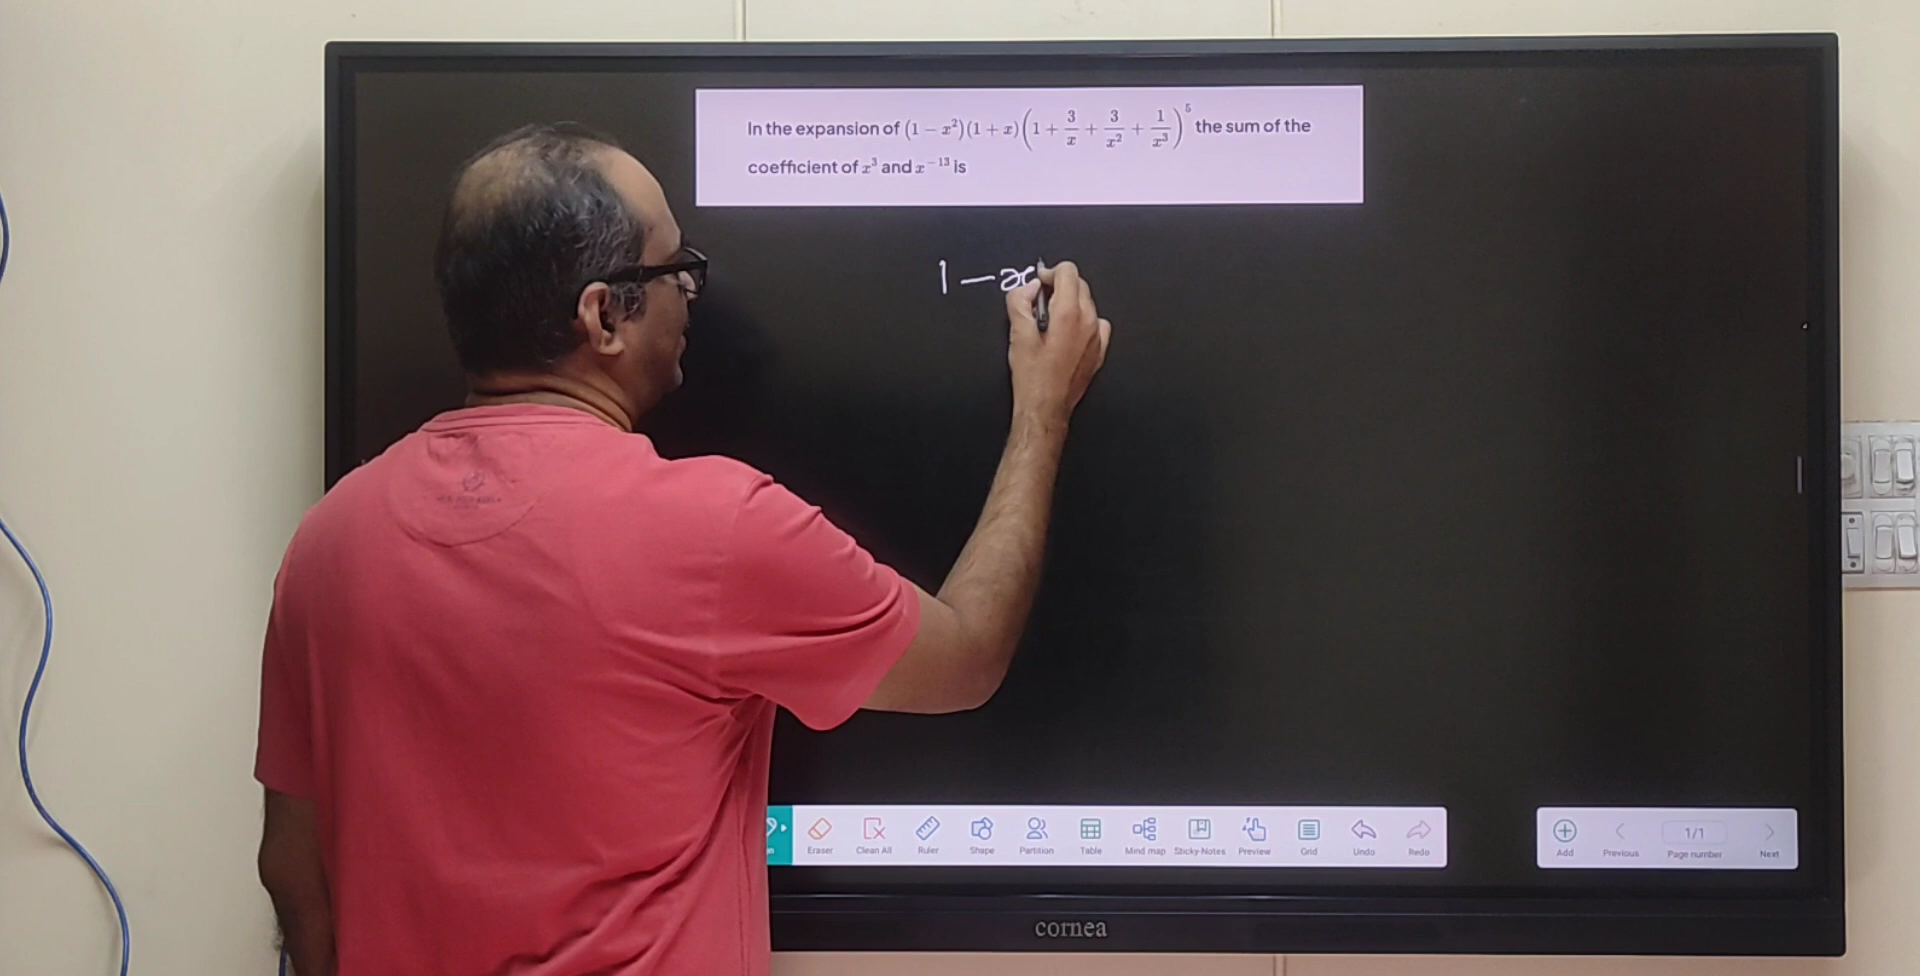 In the expansion of (1 − x²)(1 + x)(1 + 3/x + 3/x² + 1/x³)⁵ the sum of the
coefficient of x³ and x⁻¹³ is
1 − x
Eraser Clean All Ruler Shape Partition Table Mind map Sticky-Notes Preview Grid Undo Redo
Add Previous 1/1 Page number Next
cornea